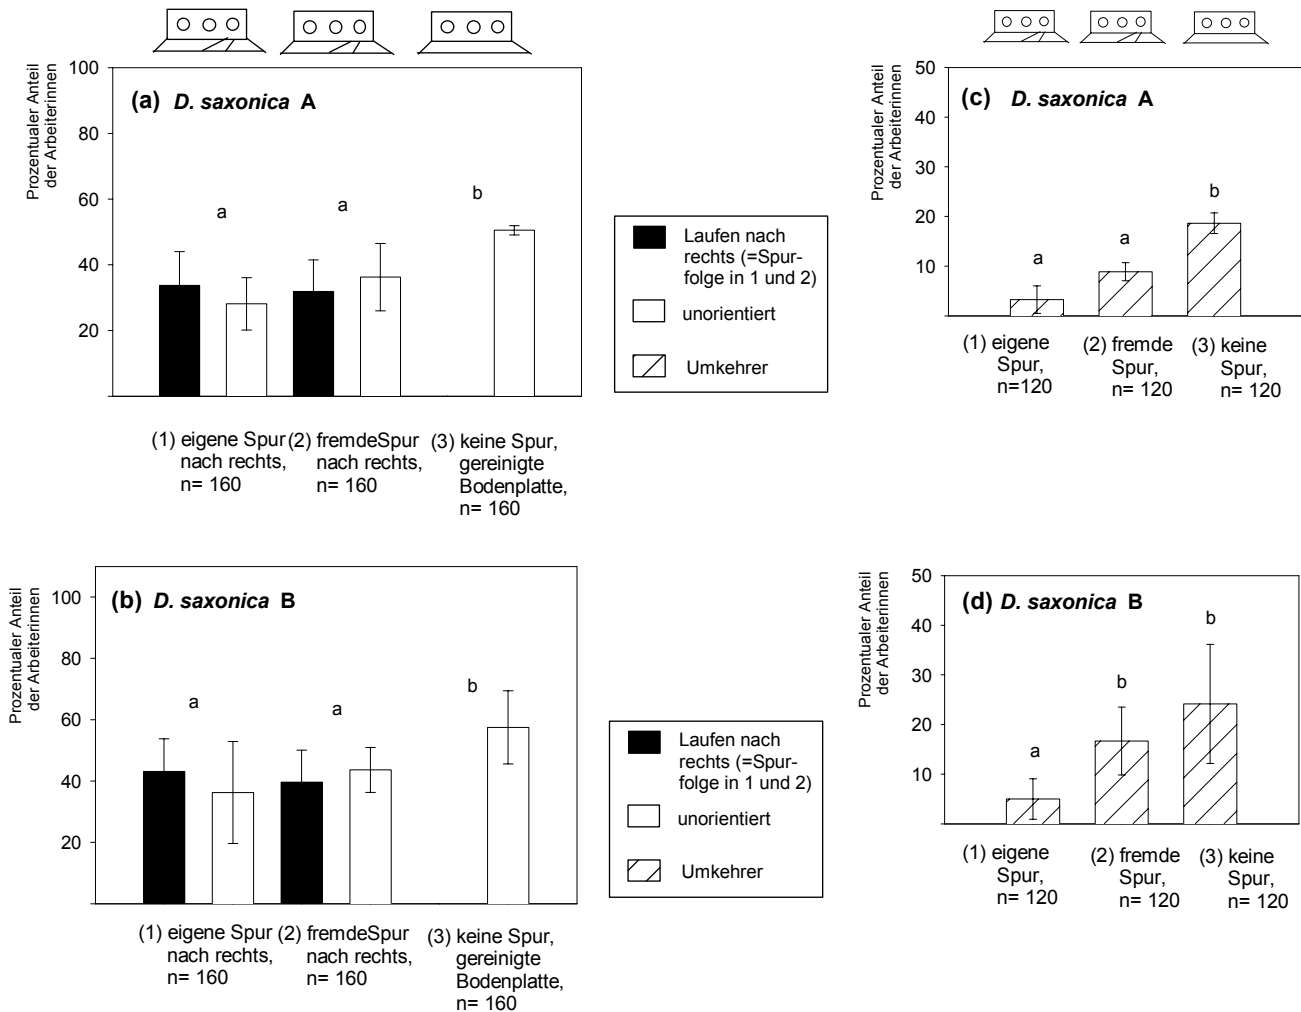 100
80
60
40
20
Prozentualer Anteil
der Arbeiterinnen
(a) D. saxonica A
a
a
b
(1) eigene Spur
nach rechts,
n= 160
(2) fremdeSpur
nach rechts,
n= 160
(3) keine Spur,
gereinigte
Bodenplatte,
n= 160
Laufen nach
rechts (=Spur-
folge in 1 und 2)
unorientiert
Umkehrer
50
40
30
20
10
Prozentualer Anteil
der Arbeiterinnen
(c) D. saxonica A
a
a
b
(1) eigene
Spur,
n=120
(2) fremde
Spur,
n= 120
(3) keine
Spur,
n= 120
100
80
60
40
20
Prozentualer Anteil
der Arbeiterinnen
(b) D. saxonica B
a
a
b
(1) eigene Spur
nach rechts,
n= 160
(2) fremdeSpur
nach rechts,
n= 160
(3) keine Spur,
gereinigte
Bodenplatte,
n= 160
Laufen nach
rechts (=Spur-
folge in 1 und 2)
unorientiert
Umkehrer
50
40
30
20
10
Prozentualer Anteil
der Arbeiterinnen
(d) D. saxonica B
a
b
b
(1) eigene
Spur,
n= 120
(2) fremde
Spur,
n= 120
(3) keine
Spur,
n= 120